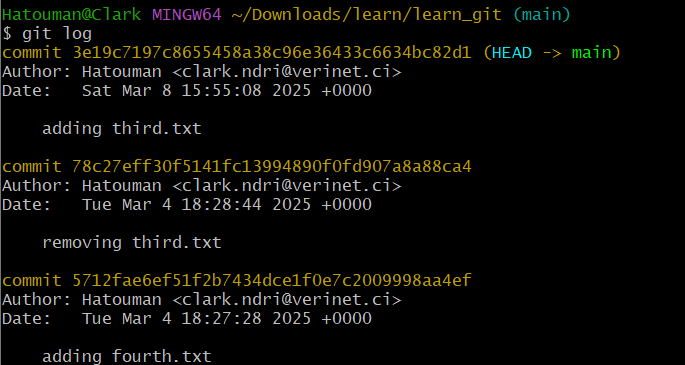 Hatouman@Clark MINGW64 ~/Downloads/learn/learn_git (main)
$ git log
commit 3e19c7197c8655458a38c96e36433c6634bc82d1 (HEAD -> main)
Author: Hatouman <clark.ndri@verinet.ci>
Date:   Sat Mar 8 15:55:08 2025 +0000

    adding third.txt

commit 78c27eff30f5141fc13994890f0fd907a8a88ca4
Author: Hatouman <clark.ndri@verinet.ci>
Date:   Tue Mar 4 18:28:44 2025 +0000

    removing third.txt

commit 5712fae6ef51f2b7434dce1f0e7c2009998aa4ef
Author: Hatouman <clark.ndri@verinet.ci>
Date:   Tue Mar 4 18:27:28 2025 +0000

    adding fourth.txt